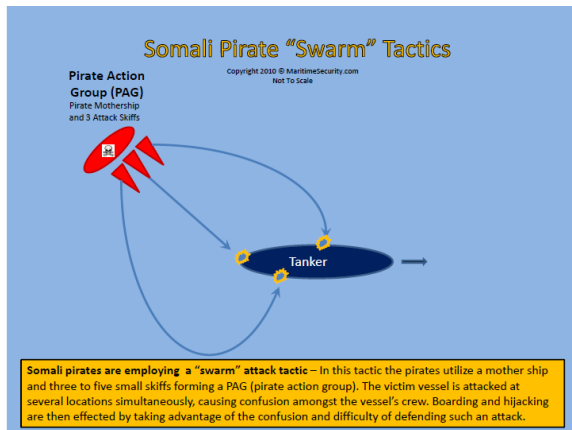 Somali Pirate “Swarm” Tactics
Copyright 2010 © MaritimeSecurity.com
Not To Scale
Pirate Action
Group (PAG)
Pirate Mothership
and 3 Attack Skiffs
Tanker
Somali pirates are employing a “swarm” attack tactic – In this tactic the pirates utilize a mother ship
and three to five small skiffs forming a PAG (pirate action group). The victim vessel is attacked at
several locations simultaneously, causing confusion amongst the vessel’s crew. Boarding and hijacking
are then effected by taking advantage of the confusion and difficulty of defending such an attack.